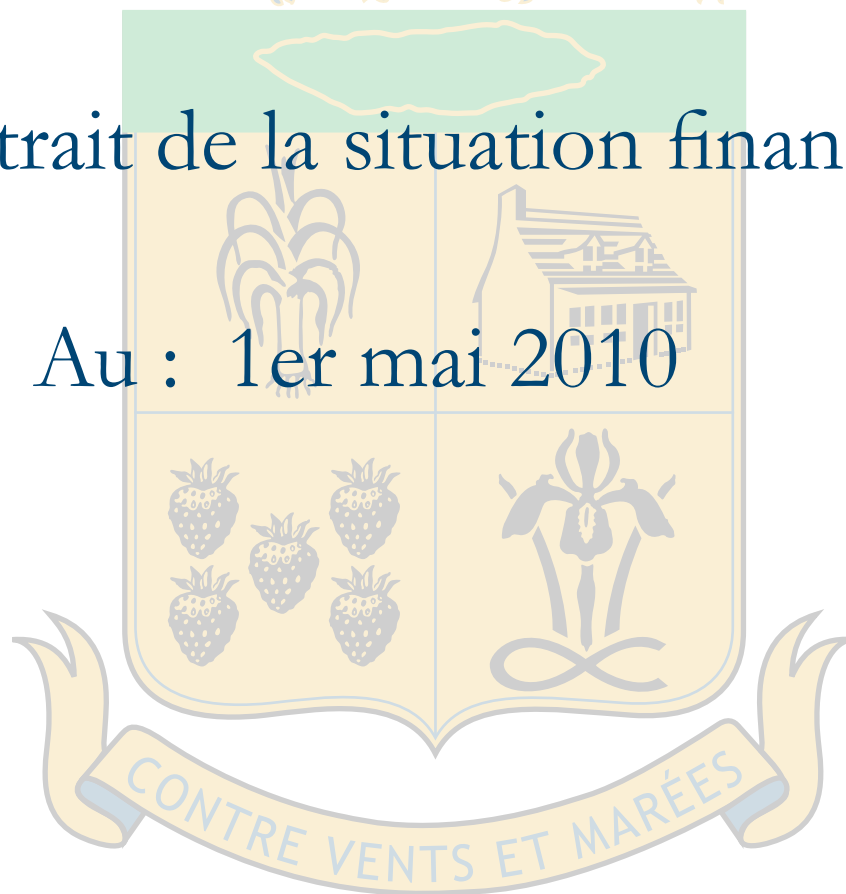 trait de la situation finan
Au : 1er mai 2010
CONTRE VENTS ET MARÉES